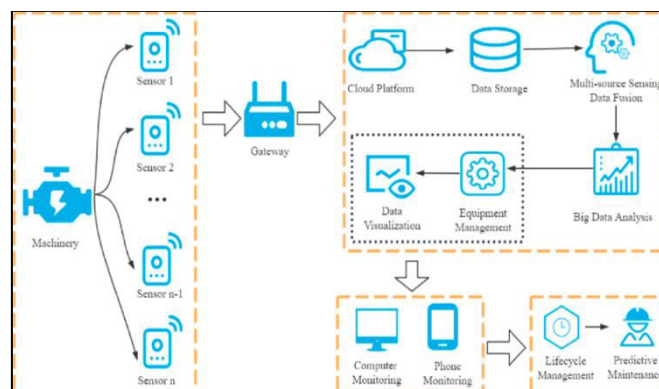 Sensor 1
Sensor 2
...
Sensor n-1
Sensor n
Machinery
Gateway
Cloud Platform
Data Storage
Multi-source Sensing
Data Fusion
Big Data Analysis
Equipment
Management
Data
Visualization
Computer
Monitoring
Phone
Monitoring
Lifecycle
Management
Predictive
Maintenance